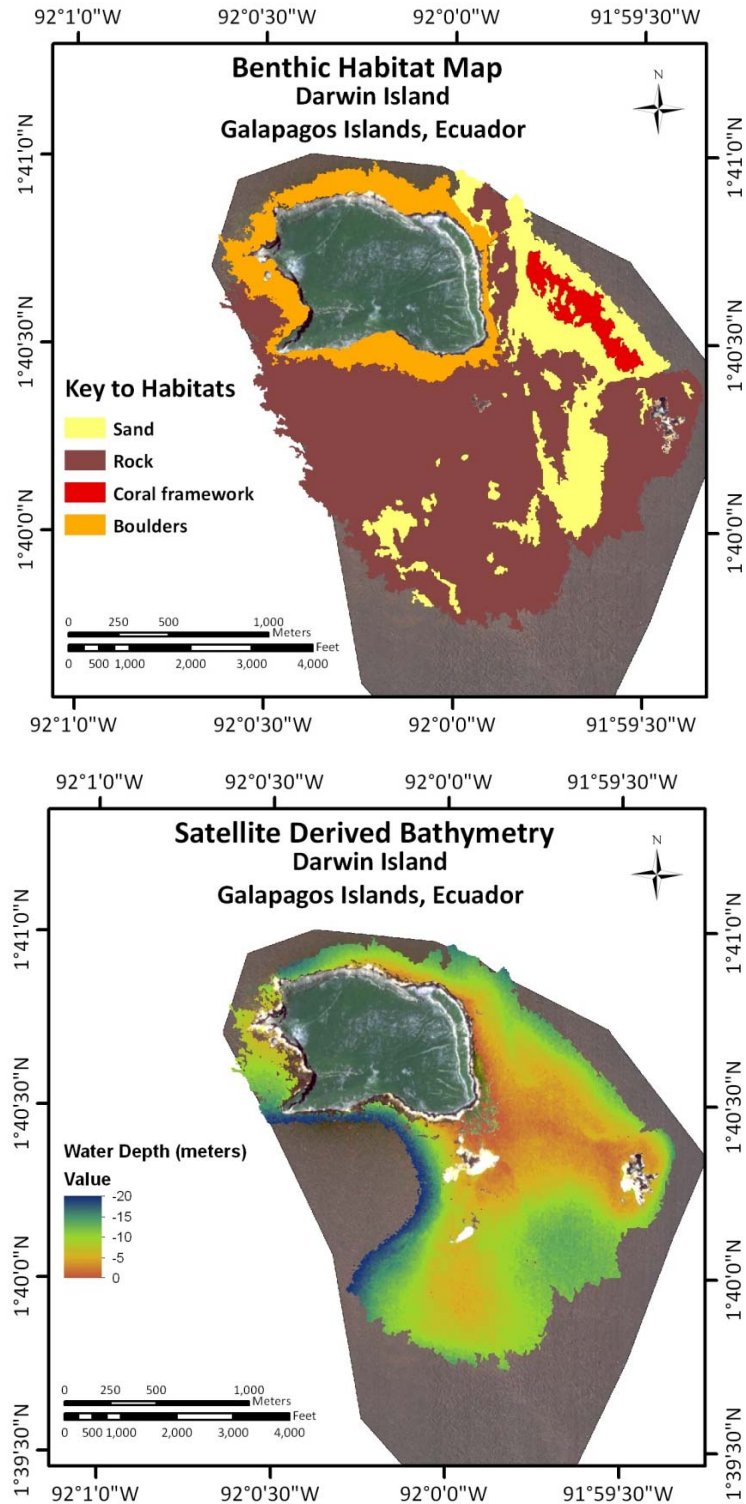 92°1'0"W 92°0'30"W 92°0'0"W 91°59'30"W
Benthic Habitat Map
Darwin Island
Galapagos Islands, Ecuador
N
1°41'0"N 1°41'0"N
1°40'30"N 1°40'30"N
Key to Habitats
Sand
Rock
Coral framework
Boulders
1°40'0"N 1°40'0"N
0 250 500 1,000
Meters
Feet
0 500 1,000 2,000 3,000 4,000
92°1'0"W 92°0'30"W 92°0'0"W 91°59'30"W
92°1'0"W 92°0'30"W 92°0'0"W 91°59'30"W
Satellite Derived Bathymetry
Darwin Island
Galapagos Islands, Ecuador
N
1°41'0"N 1°41'0"N
1°40'30"N 1°40'30"N
Water Depth (meters)
Value
-20
-15
-10
-5
0
1°40'0"N 1°40'0"N
0 250 500 1,000
Meters
Feet
0 500 1,000 2,000 3,000 4,000
1°39'30"N 1°39'30"N
92°1'0"W 92°0'30"W 92°0'0"W 91°59'30"W